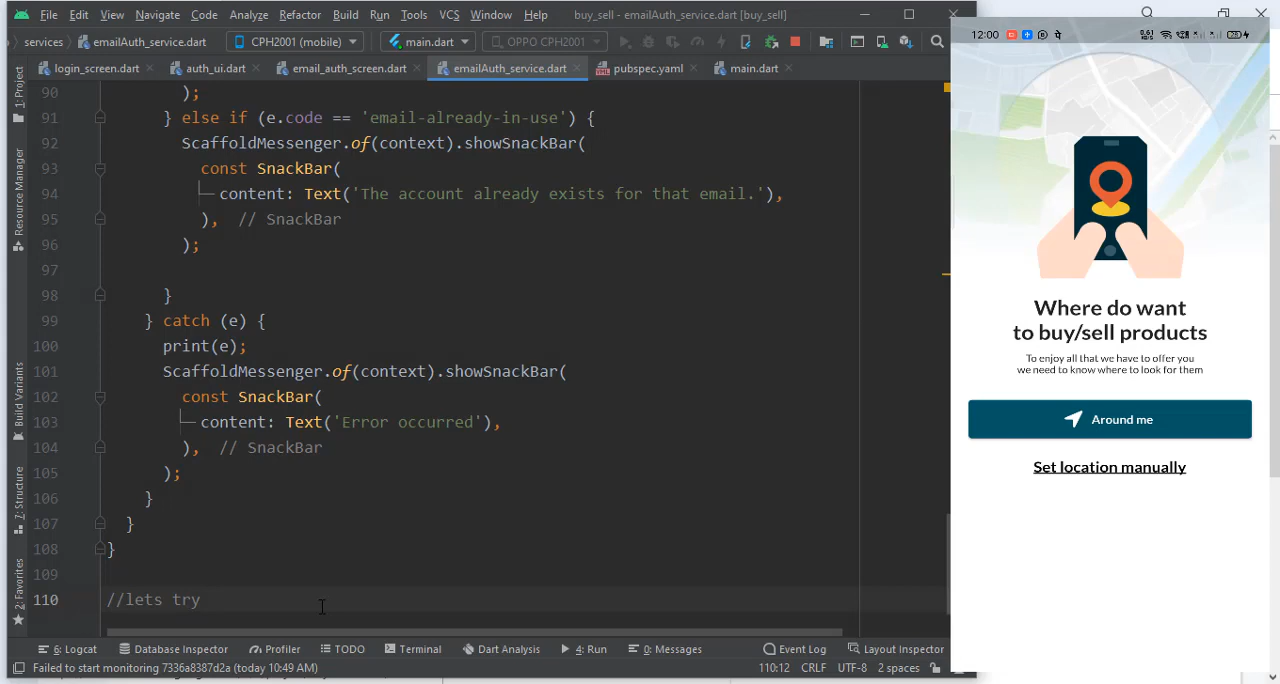 File Edit View Navigate Code Analyze Refactor Build Run Tools VCS Window Help buy_sell - emailAuth_service.dart [buy_sell]
services emailAuth_service.dart CPH2001 (mobile) main.dart OPPO CPH2001
login_screen.dart auth_ui.dart email_auth_screen.dart emailAuth_service.dart pubspec.yaml main.dart
1: Project
Resource Manager
Build Variants
7: Structure
2: Favorites
90 );
91 } else if (e.code == 'email-already-in-use') {
92 ScaffoldMessenger.of(context).showSnackBar(
93 const SnackBar(
94 content: Text('The account already exists for that email.'),
95 ), // SnackBar
96 );
97
98 }
99 } catch (e) {
100 print(e);
101 ScaffoldMessenger.of(context).showSnackBar(
102 const SnackBar(
103 content: Text('Error occurred'),
104 ), // SnackBar
105 );
106 }
107 }
108 }
109
110 //lets try
6: Logcat Database Inspector Profiler TODO Terminal Dart Analysis 4: Run 0: Messages Event Log Layout Inspector
Failed to start monitoring 7336a8387d2a (today 10:49 AM) 110:12 CRLF UTF-8 2 spaces
12:00
Where do want
to buy/sell products
To enjoy all that we have to offer you
we need to know where to look for them
Around me
Set location manually